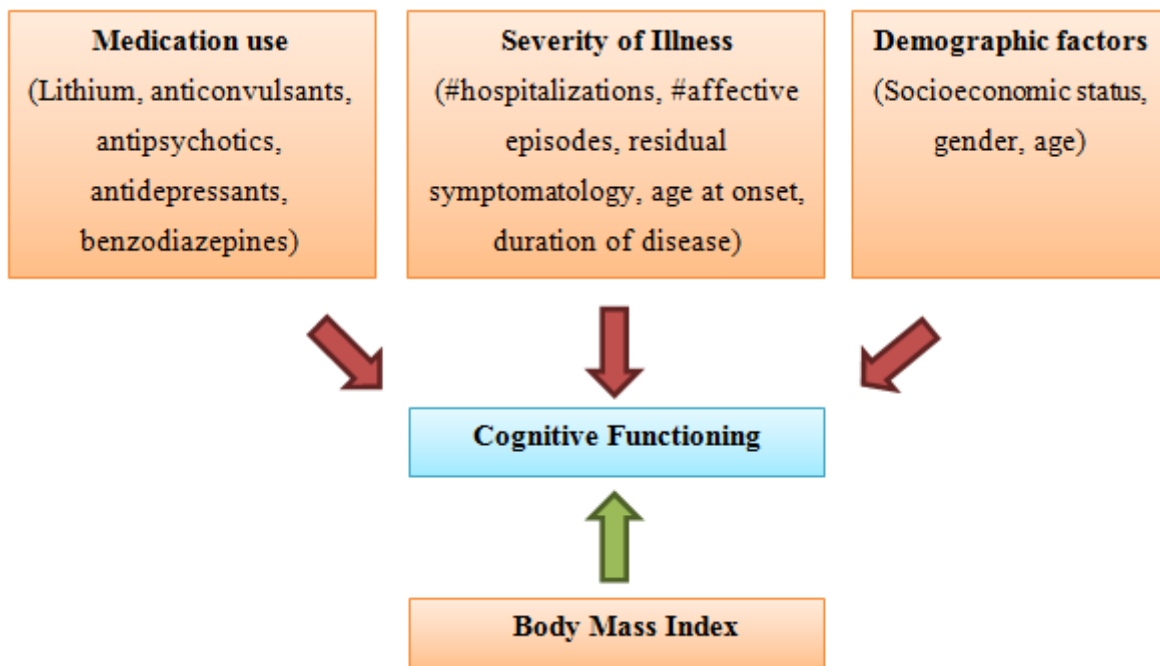 Medication use
(Lithium, anticonvulsants,
antipsychotics,
antidepressants,
benzodiazepines)
Severity of Illness
(#hospitalizations, #affective
episodes, residual
symptomatology, age at onset,
duration of disease)
Demographic factors
(Socioeconomic status,
gender, age)
Cognitive Functioning
Body Mass Index